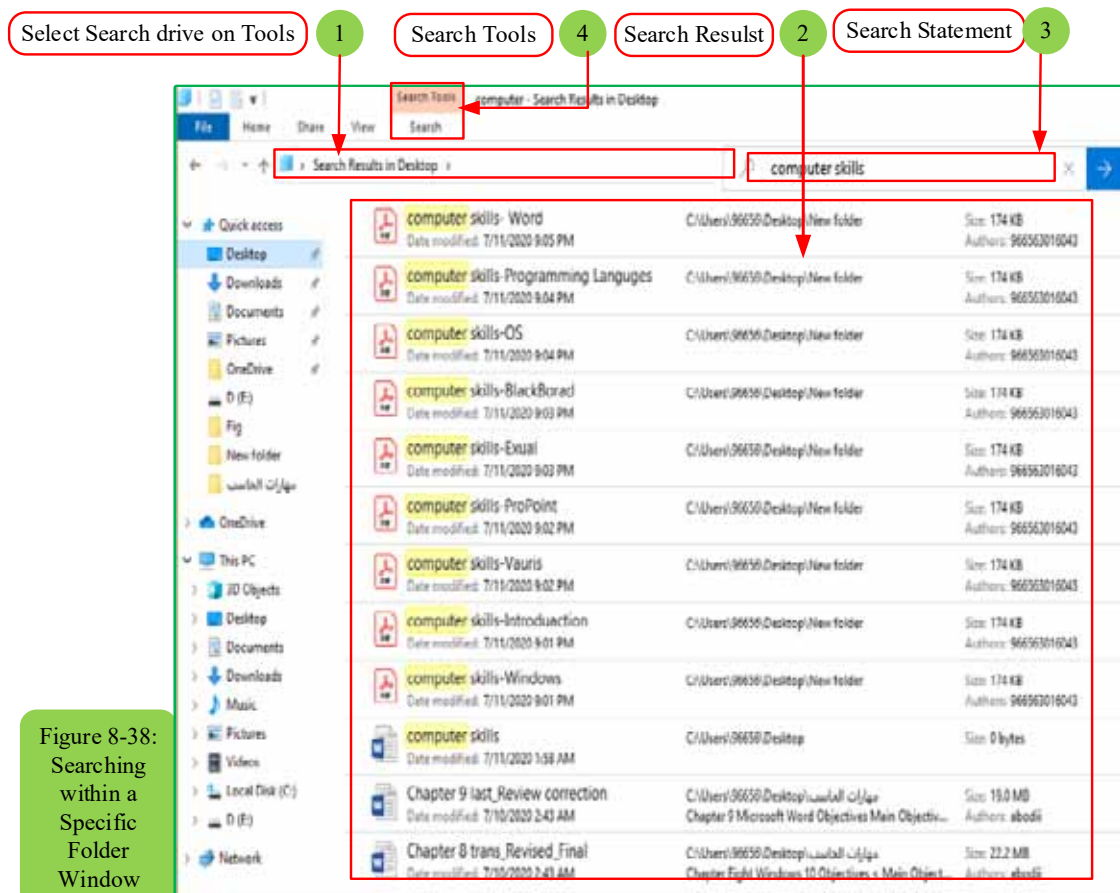 Select Search drive on Tools 1 Search Tools 4 Search Resulst 2 Search Statement 3
Search Tools computer - Search Results in Desktop
File Home Share View Search
Search Results in Desktop computer skills
Quick access
Desktop
Downloads
Documents
Pictures
OneDrive
D (E:)
Fig
New folder
مهارات الحاسب
OneDrive
This PC
3D Objects
Desktop
Documents
Downloads
Music
Pictures
Videos
Local Disk (C:)
D (E:)
Network
computer skills- Word C:\Users\96656\Desktop\New folder Size: 174 KB
Date modified: 7/11/2020 9:05 PM Authors: 966563016043
computer skills-Programming Languges C:\Users\96656\Desktop\New folder Size: 174 KB
Date modified: 7/11/2020 9:04 PM Authors: 966563016043
computer skills-OS C:\Users\96656\Desktop\New folder Size: 174 KB
Date modified: 7/11/2020 9:04 PM Authors: 966563016043
computer skills-BlackBorad C:\Users\96656\Desktop\New folder Size: 174 KB
Date modified: 7/11/2020 9:03 PM Authors: 966563016043
computer skills-Exual C:\Users\96656\Desktop\New folder Size: 174 KB
Date modified: 7/11/2020 9:03 PM Authors: 966563016043
computer skills-ProPoint C:\Users\96656\Desktop\New folder Size: 174 KB
Date modified: 7/11/2020 9:02 PM Authors: 966563016043
computer skills-Vauris C:\Users\96656\Desktop\New folder Size: 174 KB
Date modified: 7/11/2020 9:02 PM Authors: 966563016043
computer skills-Introduaction C:\Users\96656\Desktop\New folder Size: 174 KB
Date modified: 7/11/2020 9:01 PM Authors: 966563016043
computer skills-Windows C:\Users\96656\Desktop\New folder Size: 174 KB
Date modified: 7/11/2020 9:01 PM Authors: 966563016043
computer skills C:\Users\96656\Desktop Size: 0 bytes
Date modified: 7/11/2020 1:58 AM
Chapter 9 last_Review correction C:\Users\96656\Desktop\مهارات الحاسب Size: 19.0 MB
Date modified: 7/10/2020 2:43 AM Chapter 9 Microsoft Word Objectives Main Objectiv... Authors: abodii
Chapter 8 trans_Revised_Final C:\Users\96656\Desktop\مهارات الحاسب Size: 22.2 MB
Date modified: 7/10/2020 2:43 AM Chapter Eight Windows 10 Objectives < Main Object... Authors: abodii
Figure 8-38:
Searching
within a
Specific
Folder
Window